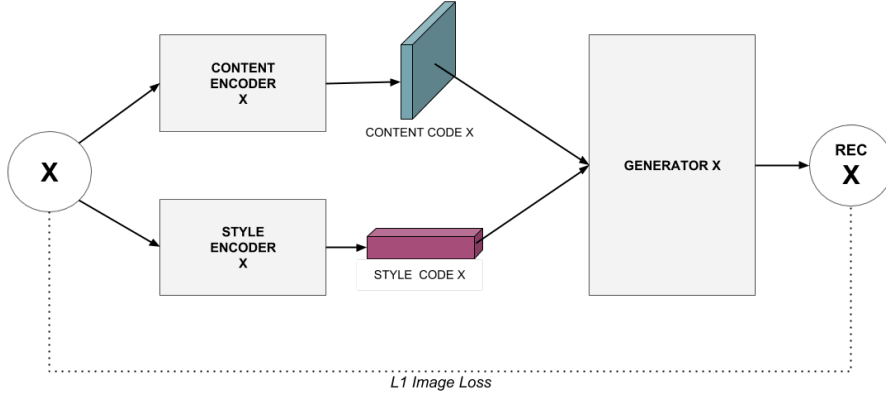 CONTENT
ENCODER
X
CONTENT CODE X
X
STYLE
ENCODER
X
STYLE CODE X
GENERATOR X
REC
X
L1 Image Loss